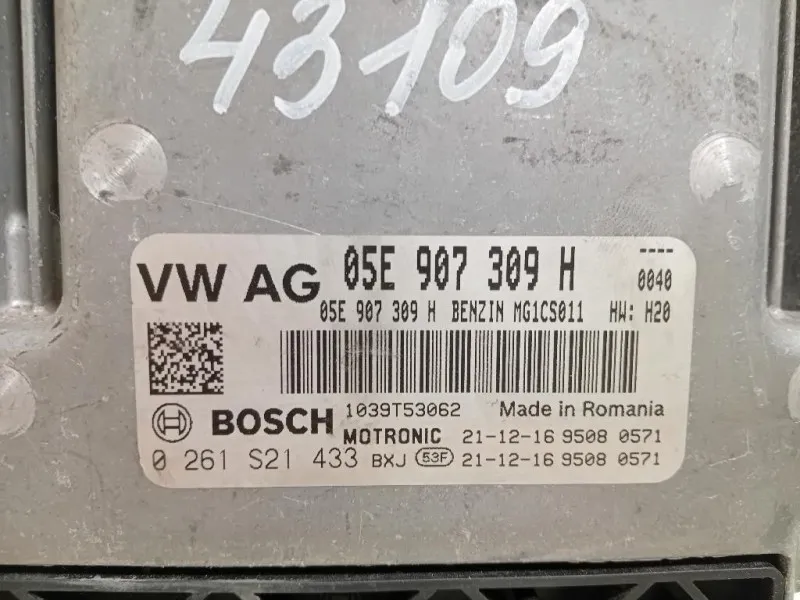 43109
VW AG 05E 907 309 H ----
0040
05E 907 309 H BENZIN MG1CS011 HW: H20
BOSCH 1039T53062 Made in Romania
MOTRONIC 21-12-16 9508 0571
0 261 S21 433 BXJ 53F 21-12-16 9508 0571